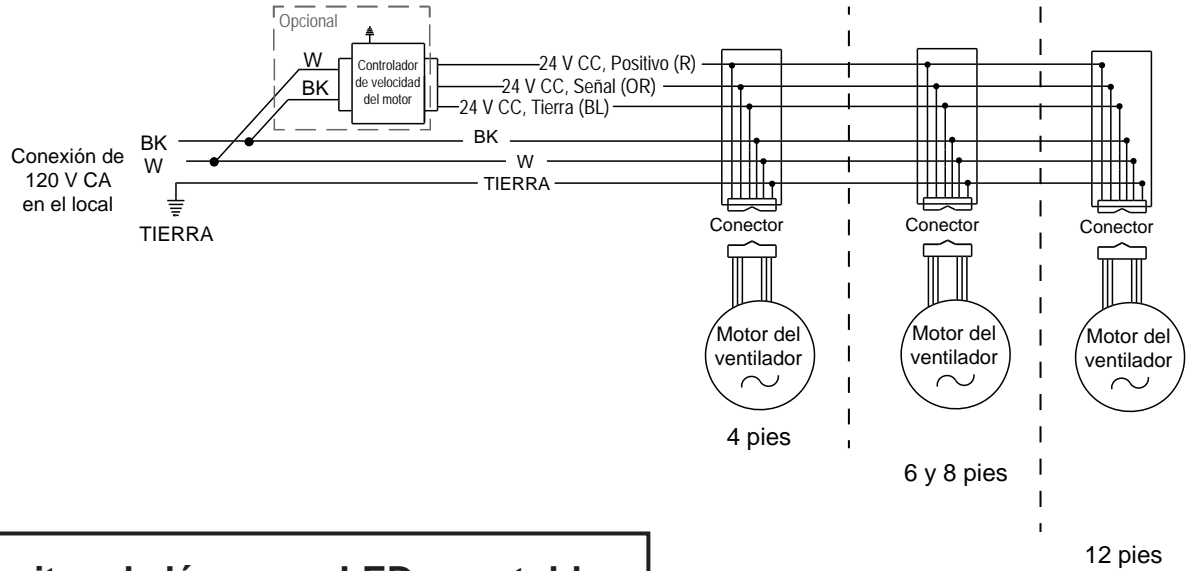 Opcional
W
BK
Controlador
de velocidad
del motor
24 V CC, Positivo (R)
24 V CC, Señal (OR)
24 V CC, Tierra (BL)
Conexión de
120 V CA
en el local
BK
W
BK
W
TIERRA
TIERRA
Conector
Conector
Conector
Motor del
ventilador
Motor del
ventilador
Motor del
ventilador
4 pies
6 y 8 pies
12 pies